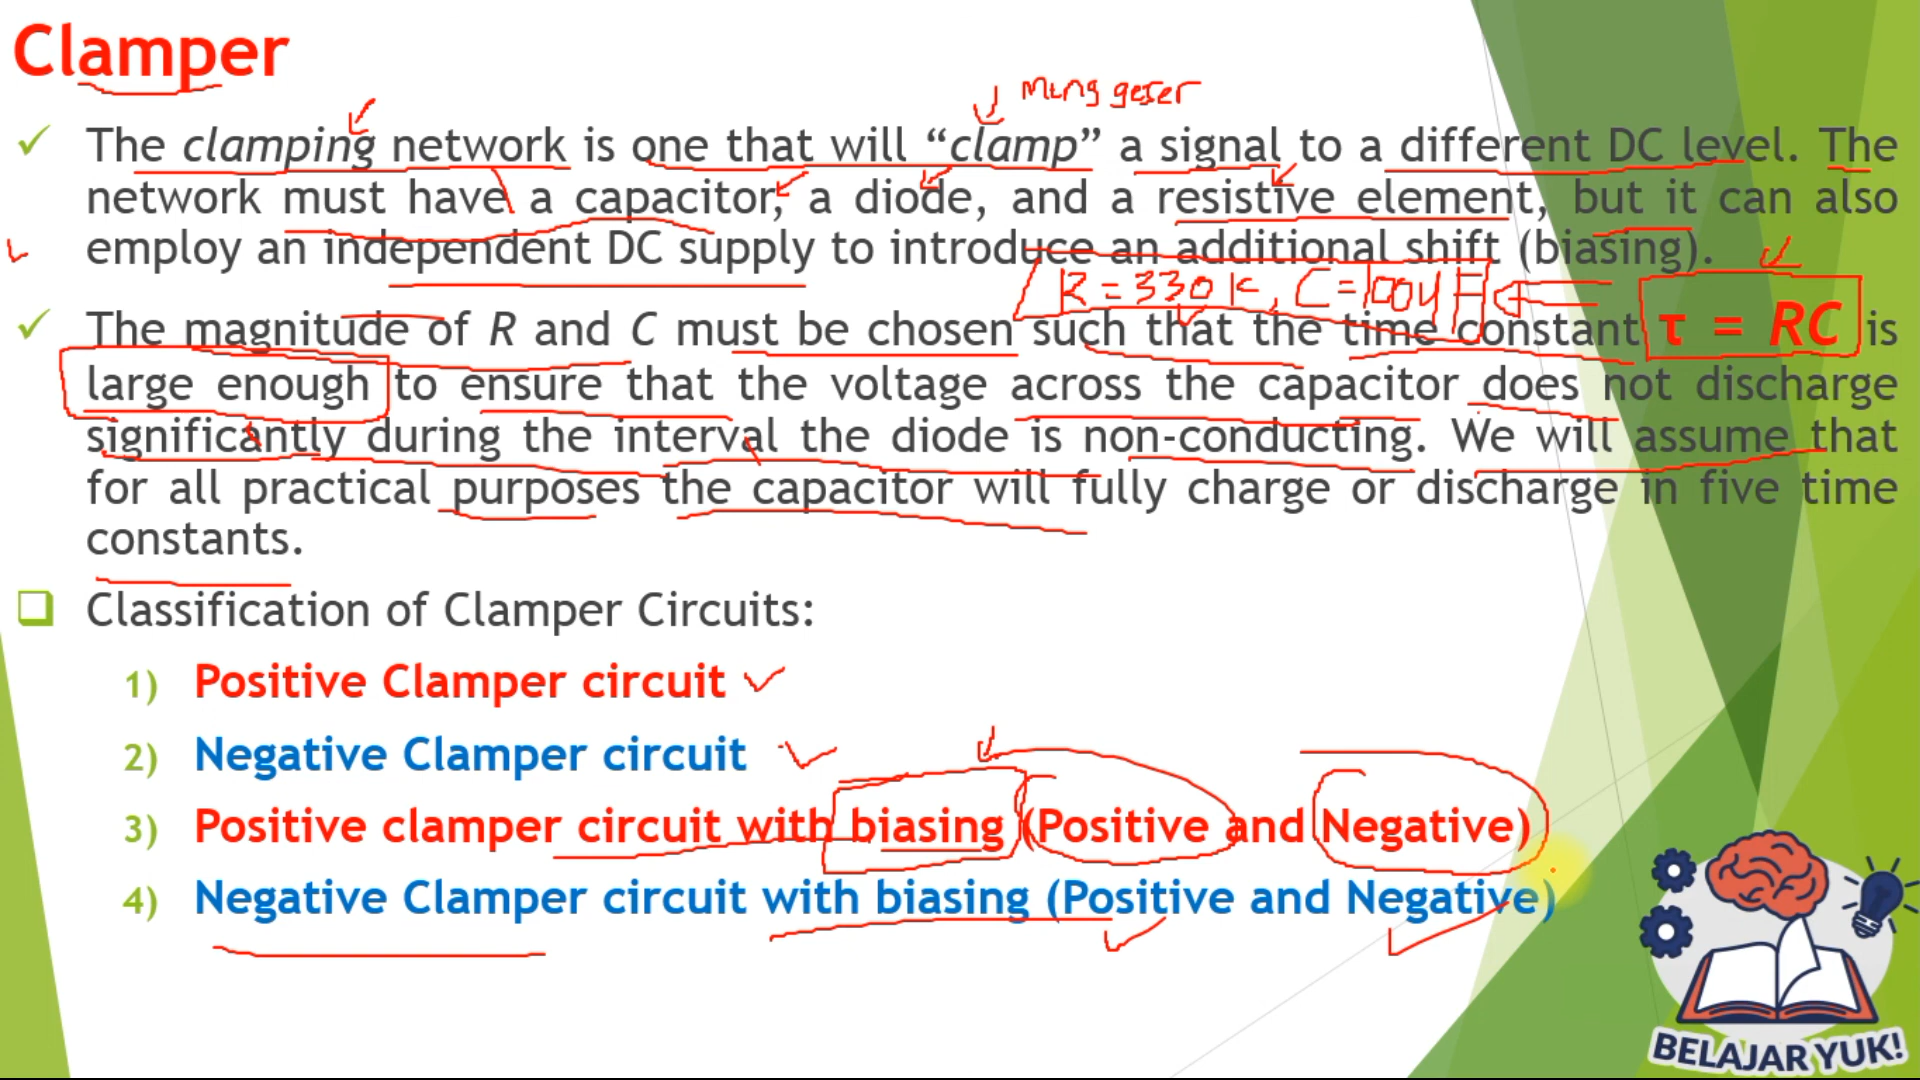 Clamper
Meng geser
The clamping network is one that will “clamp” a signal to a different DC level. The
network must have a capacitor, a diode, and a resistive element, but it can also
employ an independent DC supply to introduce an additional shift (biasing).
R = 330 K, C = 100μF
The magnitude of R and C must be chosen such that the time constant τ = RC is
large enough to ensure that the voltage across the capacitor does not discharge
significantly during the interval the diode is non-conducting. We will assume that
for all practical purposes the capacitor will fully charge or discharge in five time
constants.
Classification of Clamper Circuits:
1) Positive Clamper circuit
2) Negative Clamper circuit
3) Positive clamper circuit with biasing (Positive and Negative)
4) Negative Clamper circuit with biasing (Positive and Negative)
BELAJAR YUK!